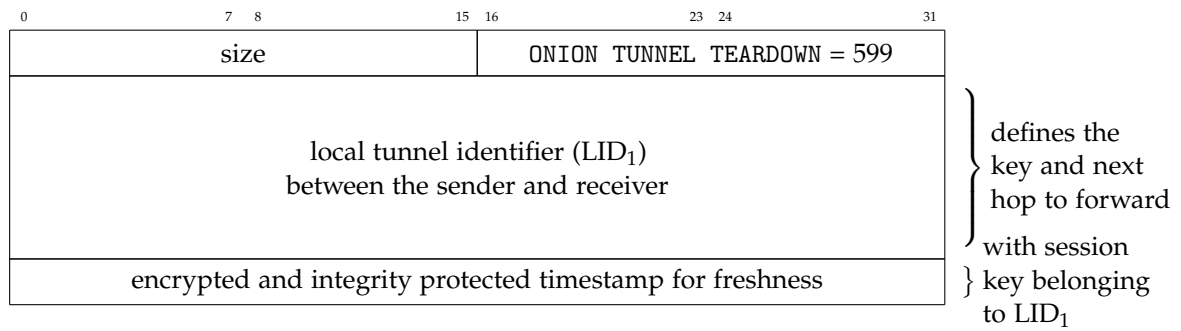 0 7 8 15 16 23 24 31
size ONION TUNNEL TEARDOWN = 599
local tunnel identifier (LID₁)
between the sender and receiver
defines the
key and next
hop to forward
encrypted and integrity protected timestamp for freshness
with session
key belonging
to LID₁